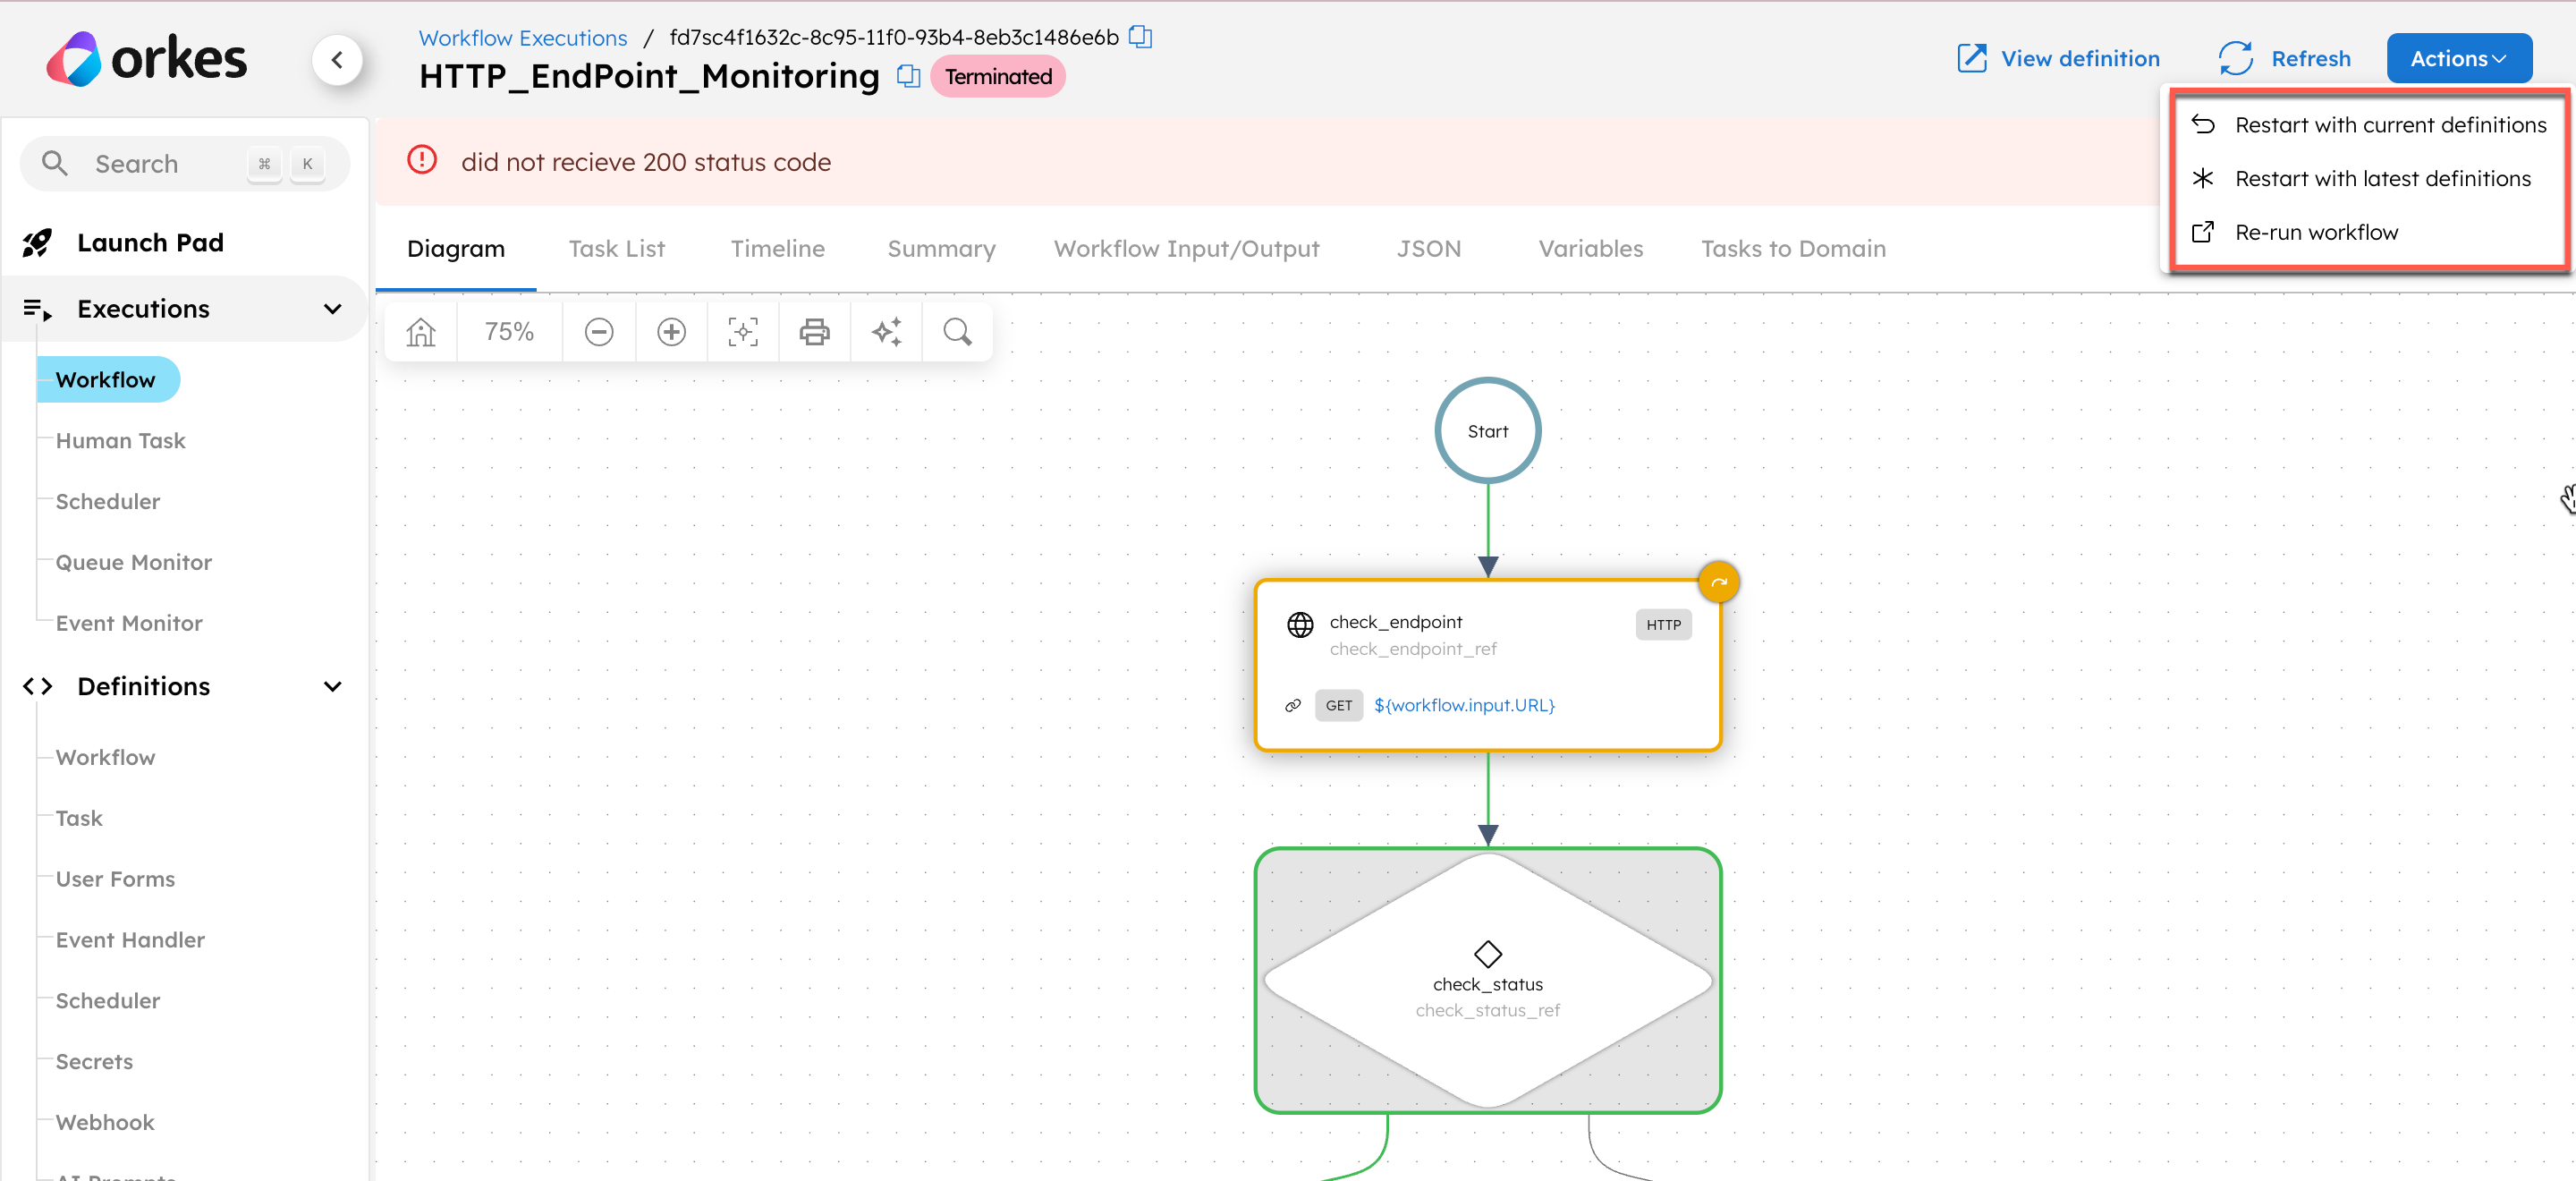 orkes
Workflow Executions / fd7sc4f1632c-8c95-11f0-93b4-8eb3c1486e6b
HTTP_EndPoint_Monitoring Terminated
View definition
Refresh
Actions
Restart with current definitions
Restart with latest definitions
Re-run workflow
Search ⌘ K
did not recieve 200 status code
Launch Pad
Executions
Workflow
Human Task
Scheduler
Queue Monitor
Event Monitor
Definitions
Workflow
Task
User Forms
Event Handler
Scheduler
Secrets
Webhook
AI Prompts
Diagram Task List Timeline Summary Workflow Input/Output JSON Variables Tasks to Domain
75%
Start
check_endpoint HTTP
check_endpoint_ref
GET ${workflow.input.URL}
check_status
check_status_ref